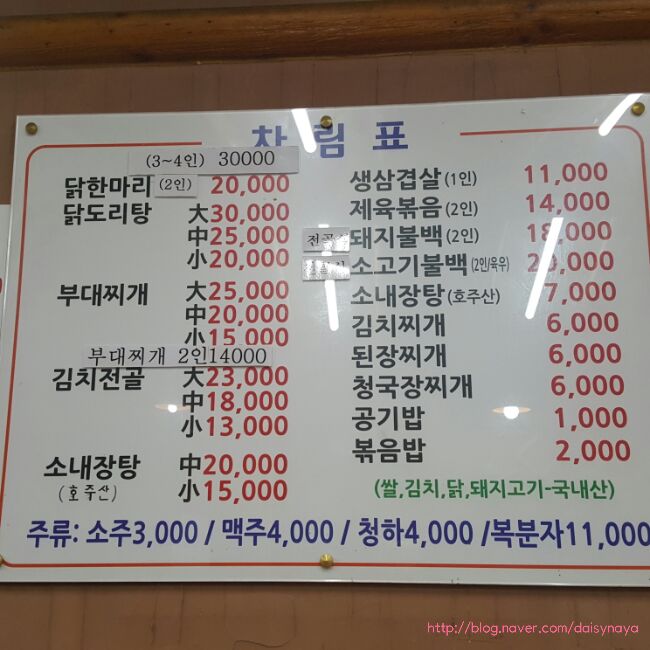 차림표
(3~4인) 30000
닭한마리 (2인) 20,000
닭도리탕 大30,000
中25,000
小20,000
부대찌개 大25,000
中20,000
小15,000
부대찌개 2인14000
김치전골 大23,000
中18,000
小13,000
소내장탕 中20,000
(호주산) 小15,000
생삼겹살(1인) 11,000
제육볶음(2인) 14,000
전골 돼지불백(2인) 18,000
소고기불백(2인/육우)
소내장탕(호주산) 7,000
김치찌개 6,000
된장찌개 6,000
청국장찌개 6,000
공기밥 1,000
볶음밥 2,000
(쌀,김치,닭,돼지고기-국내산)
주류: 소주3,000 / 맥주4,000 / 청하4,000 /복분자11,000
http://blog.naver.com/daisynaya